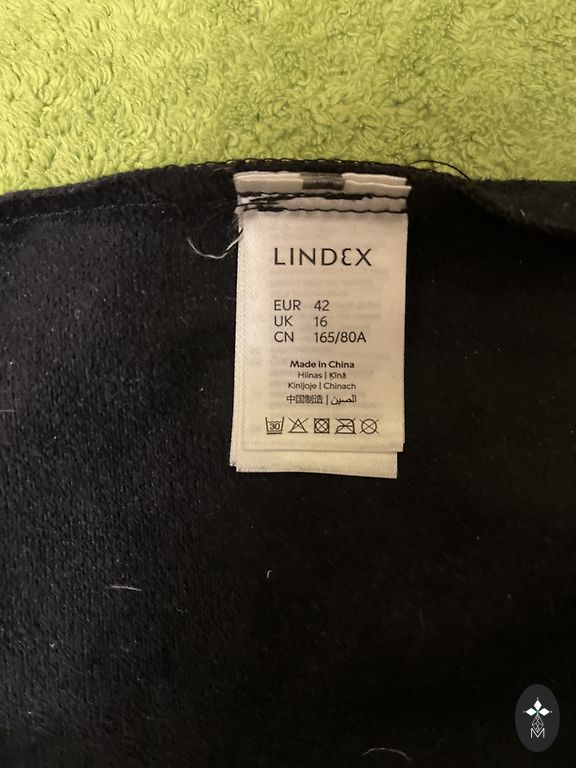 LINDEX
EUR 42
UK 16
CN 165/80A
Made in China
Hiinas | Ķīnā
Kinijoje | Chinach
中国制造 | الصين
30
M